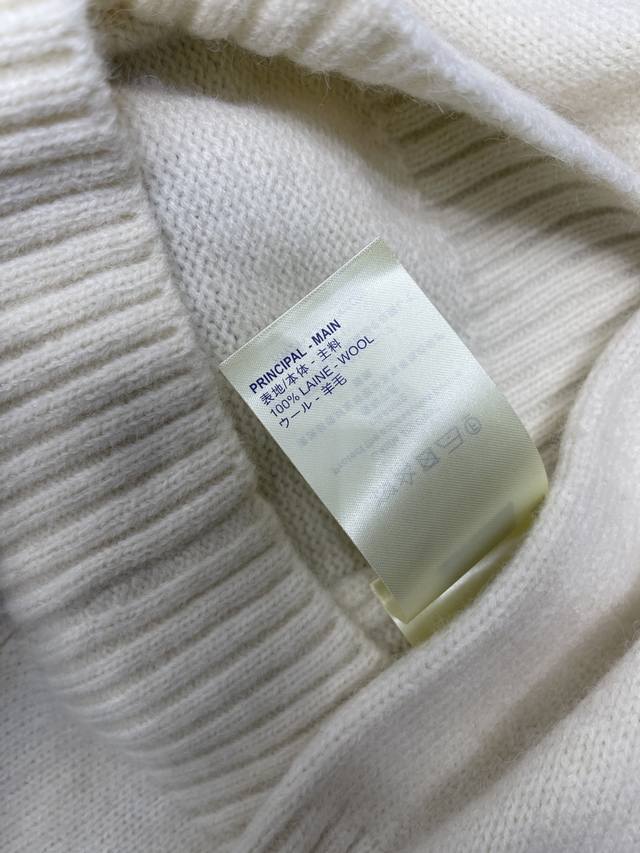 PRINCIPAL - MAIN
表地/本体 - 主料
100% LAINE - WOOL
ウール - 羊毛